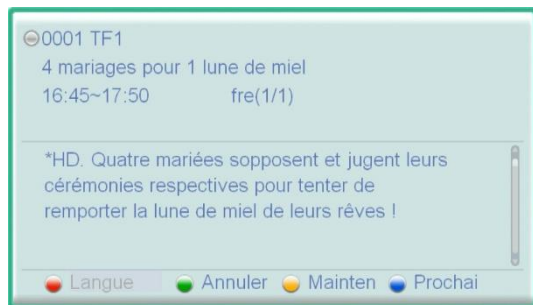 0001 TF1
4 mariages pour 1 lune de miel
16:45~17:50 fre(1/1)
*HD. Quatre mariées sopposent et jugent leurs
cérémonies respectives pour tenter de
remporter la lune de miel de leurs rêves !
Langue Annuler Mainten Prochai